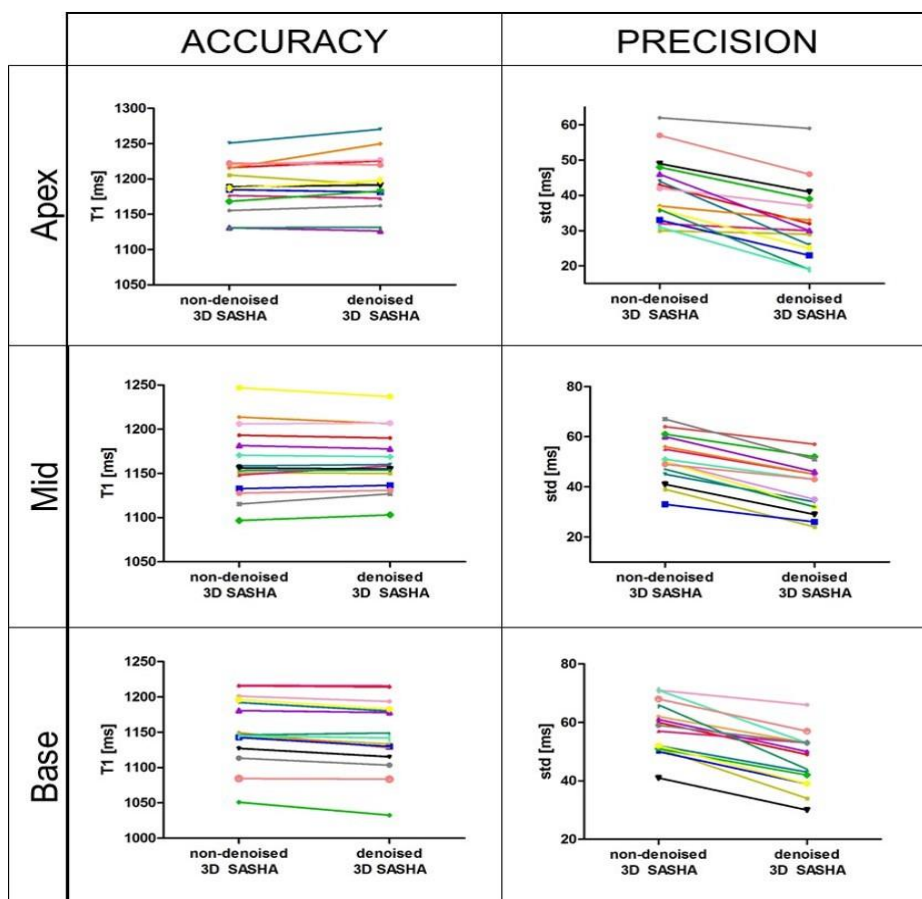 ACCURACY
PRECISION
Apex
T1 [ms]
1300
1250
1200
1150
1100
1050
non-denoised
3D SASHA
denoised
3D SASHA
std [ms]
60
40
20
non-denoised
3D SASHA
denoised
3D SASHA
Mid
T1 [ms]
1250
1200
1150
1100
1050
non-denoised
3D SASHA
denoised
3D SASHA
std [ms]
80
60
40
20
non-denoised
3D SASHA
denoised
3D SASHA
Base
T1 [ms]
1250
1200
1150
1100
1050
1000
non-denoised
3D SASHA
denoised
3D SASHA
std [ms]
80
60
40
20
non-denoised
3D SASHA
denoised
3D SASHA